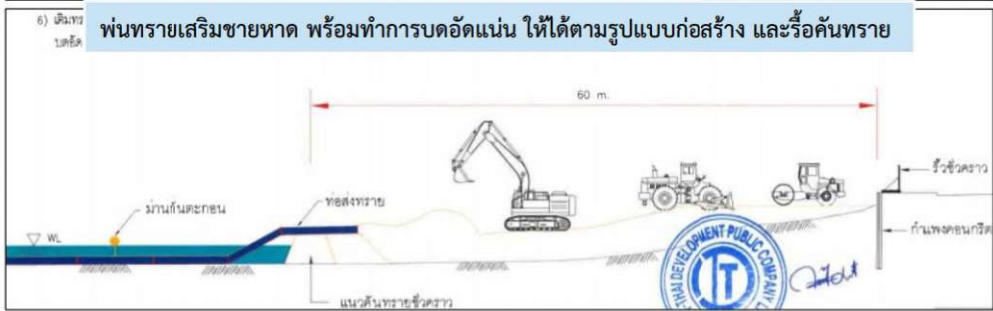 6) เติมทร
บดอัด
พ่นทรายเสริมชายหาด พร้อมทำการบดอัดแน่น ให้ได้ตามรูปแบบก่อสร้าง และรื้อคันทราย
60 m.
รั้วชั่วคราว
ม่านกันตะกอน
ท่อส่งทราย
WL
กำแพงคอนกรีต
แนวคันทรายชั่วคราว
THAI DEVELOPMENT PUBLIC COMPANY